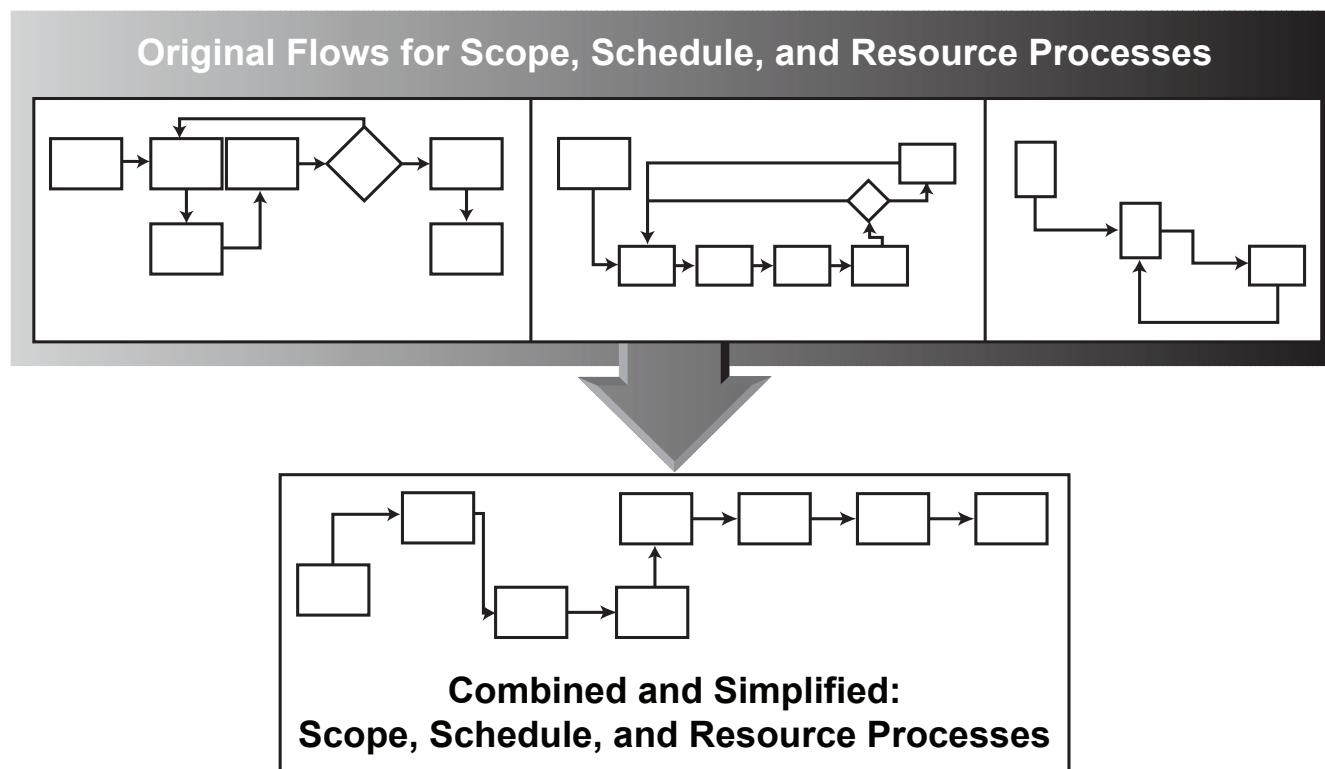 Original Flows for Scope, Schedule, and Resource Processes
Combined and Simplified:
Scope, Schedule, and Resource Processes